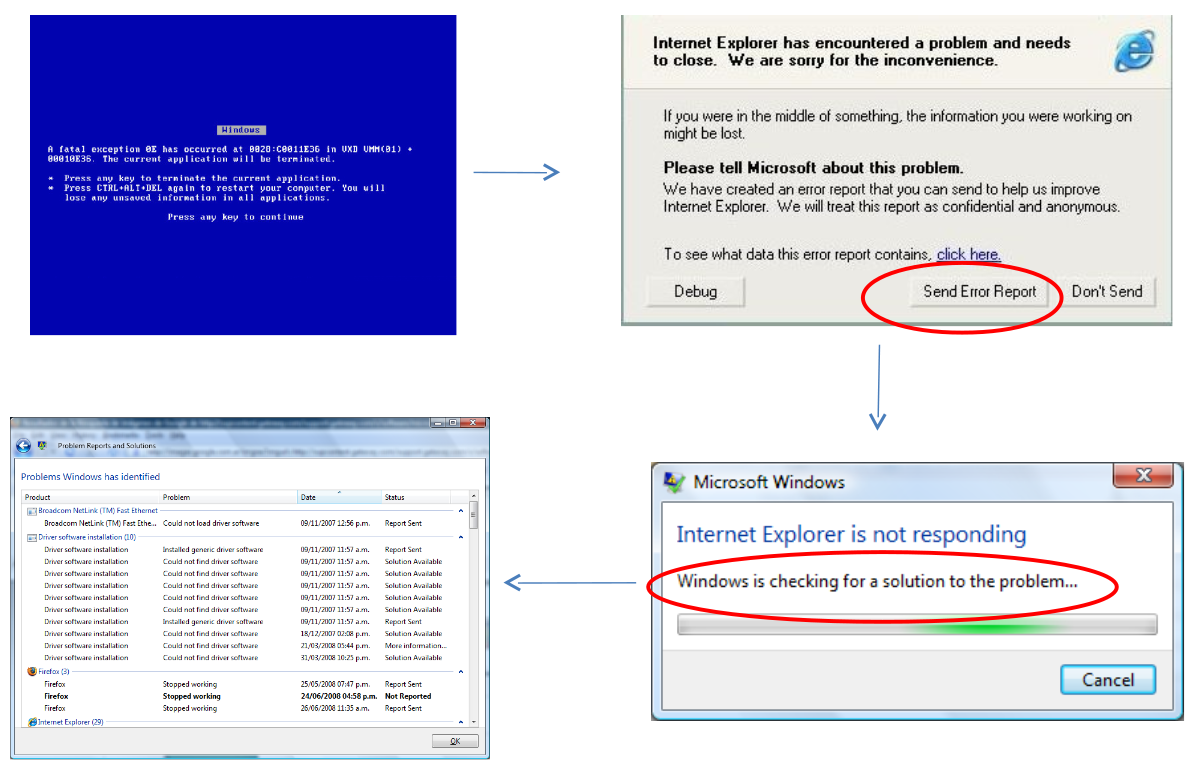 Windows
A fatal exception 0E has occurred at 0028:C0011E36 in VXD VMM(01) +
00010E36. The current application will be terminated.
* Press any key to terminate the current application.
* Press CTRL+ALT+DEL again to restart your computer. You will
lose any unsaved information in all applications.
Press any key to continue
Internet Explorer has encountered a problem and needs
to close. We are sorry for the inconvenience.
If you were in the middle of something, the information you were working on
might be lost.
Please tell Microsoft about this problem.
We have created an error report that you can send to help us improve
Internet Explorer. We will treat this report as confidential and anonymous.
To see what data this error report contains, click here.
Debug Send Error Report Don't Send
Microsoft Windows
Internet Explorer is not responding
Windows is checking for a solution to the problem...
Cancel
Problem Reports and Solutions
Problems Windows has identified
Product Problem Date Status
Broadcom NetLink (TM) Fast Ethernet
Broadcom NetLink (TM) Fast Ethe... Could not load driver software 09/11/2007 12:56 p.m. Report Sent
Driver software installation (10)
Driver software installation Installed generic driver software 09/11/2007 11:57 a.m. Report Sent
Driver software installation Could not find driver software 09/11/2007 11:57 a.m. Solution Available
Driver software installation Could not find driver software 09/11/2007 11:57 a.m. Solution Available
Driver software installation Could not find driver software 09/11/2007 11:57 a.m. Solution Available
Driver software installation Could not find driver software 09/11/2007 11:57 a.m. Solution Available
Driver software installation Could not find driver software 09/11/2007 11:57 a.m. Solution Available
Driver software installation Installed generic driver software 09/11/2007 11:57 a.m. Report Sent
Driver software installation Could not find driver software 18/12/2007 02:08 p.m. Solution Available
Driver software installation Could not find driver software 21/03/2008 05:44 p.m. More information...
Driver software installation Could not find driver software 31/03/2008 10:25 p.m. Solution Available
Firefox (3)
Firefox Stopped working 25/05/2008 07:47 p.m. Report Sent
Firefox Stopped working 24/06/2008 04:58 p.m. Not Reported
Firefox Stopped working 26/06/2008 11:35 a.m. Report Sent
Internet Explorer (29)
OK